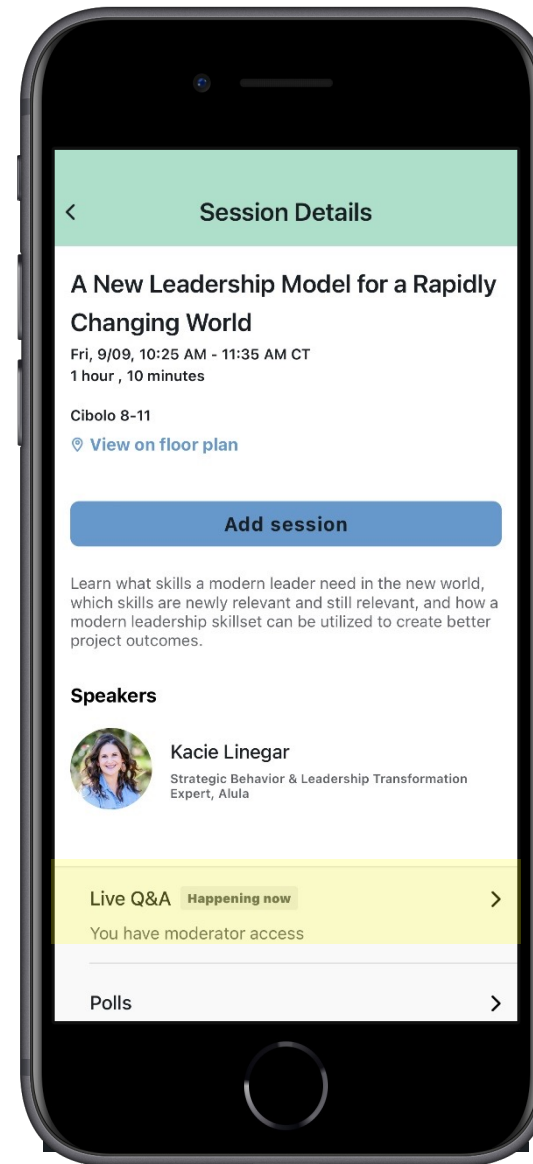 Session Details
A New Leadership Model for a Rapidly
Changing World
Fri, 9/09, 10:25 AM - 11:35 AM CT
1 hour , 10 minutes
Cibolo 8-11
View on floor plan
Add session
Learn what skills a modern leader need in the new world,
which skills are newly relevant and still relevant, and how a
modern leadership skillset can be utilized to create better
project outcomes.
Speakers
Kacie Linegar
Strategic Behavior & Leadership Transformation
Expert, Alula
Live Q&A Happening now
You have moderator access
Polls